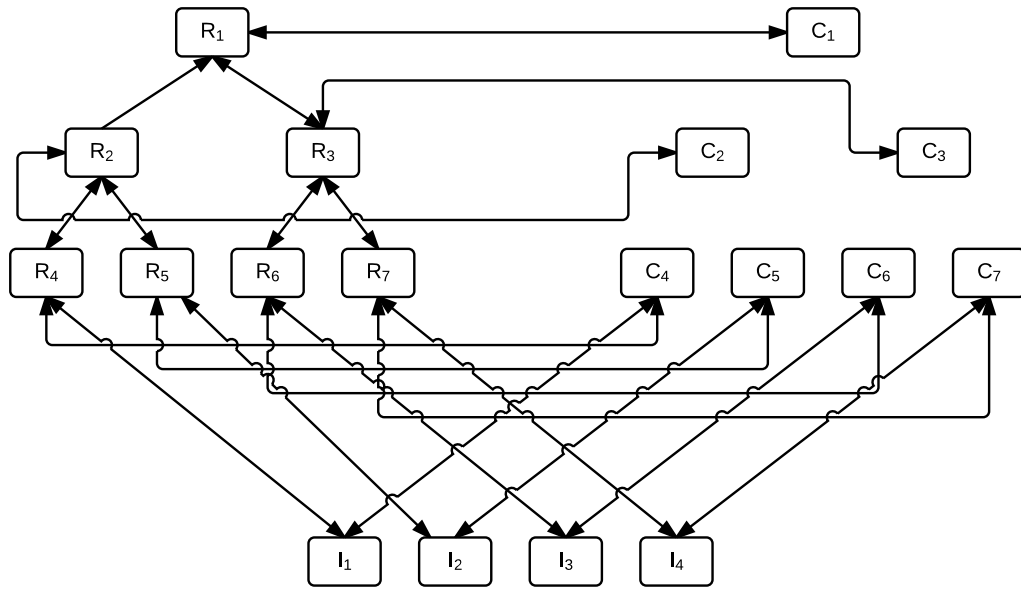 R₁ C₁
R₂ R₃ C₂ C₃
R₄ R₅ R₆ R₇ C₄ C₅ C₆ C₇
I₁ I₂ I₃ I₄